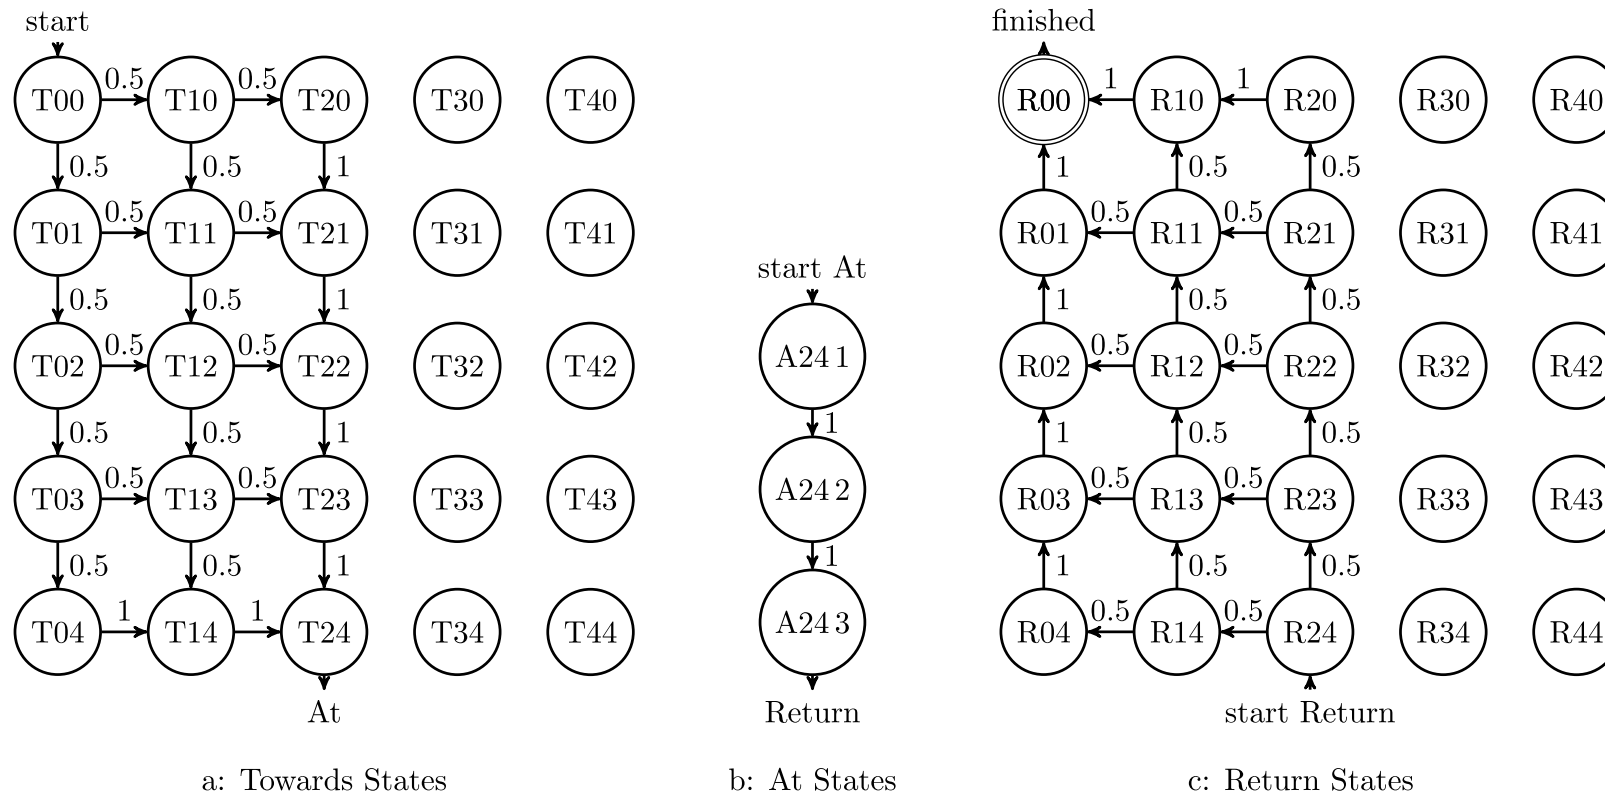 start
finished
T00 0.5 T10 0.5 T20 T30 T40
R00 1 R10 1 R20 R30 R40
0.5 0.5 1
1 0.5 0.5
T01 0.5 T11 0.5 T21 T31 T41
R01 0.5 R11 0.5 R21 R31 R41
start At
0.5 0.5 1
1 0.5 0.5
T02 0.5 T12 0.5 T22 T32 T42
A24 1
R02 0.5 R12 0.5 R22 R32 R42
0.5 0.5 1
1
1 0.5 0.5
T03 0.5 T13 0.5 T23 T33 T43
A24 2
R03 0.5 R13 0.5 R23 R33 R43
0.5 0.5 1
1
1 0.5 0.5
T04 1 T14 1 T24 T34 T44
A24 3
R04 0.5 R14 0.5 R24 R34 R44
At
Return
start Return
a: Towards States
b: At States
c: Return States